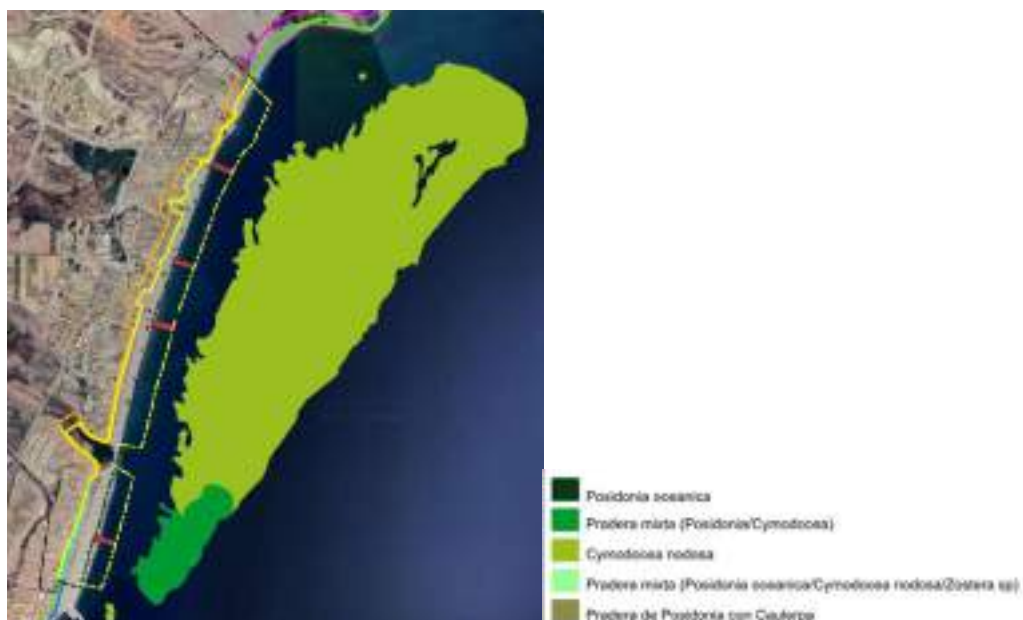 Posidonia oceanica
Pradera mixta (Posidonia/Cymodocea)
Cymodocea nodosa
Pradera mixta (Posidonia oceanica/Cymodocea nodosa/Zostera sp)
Pradera de Posidonia con Caulerpa